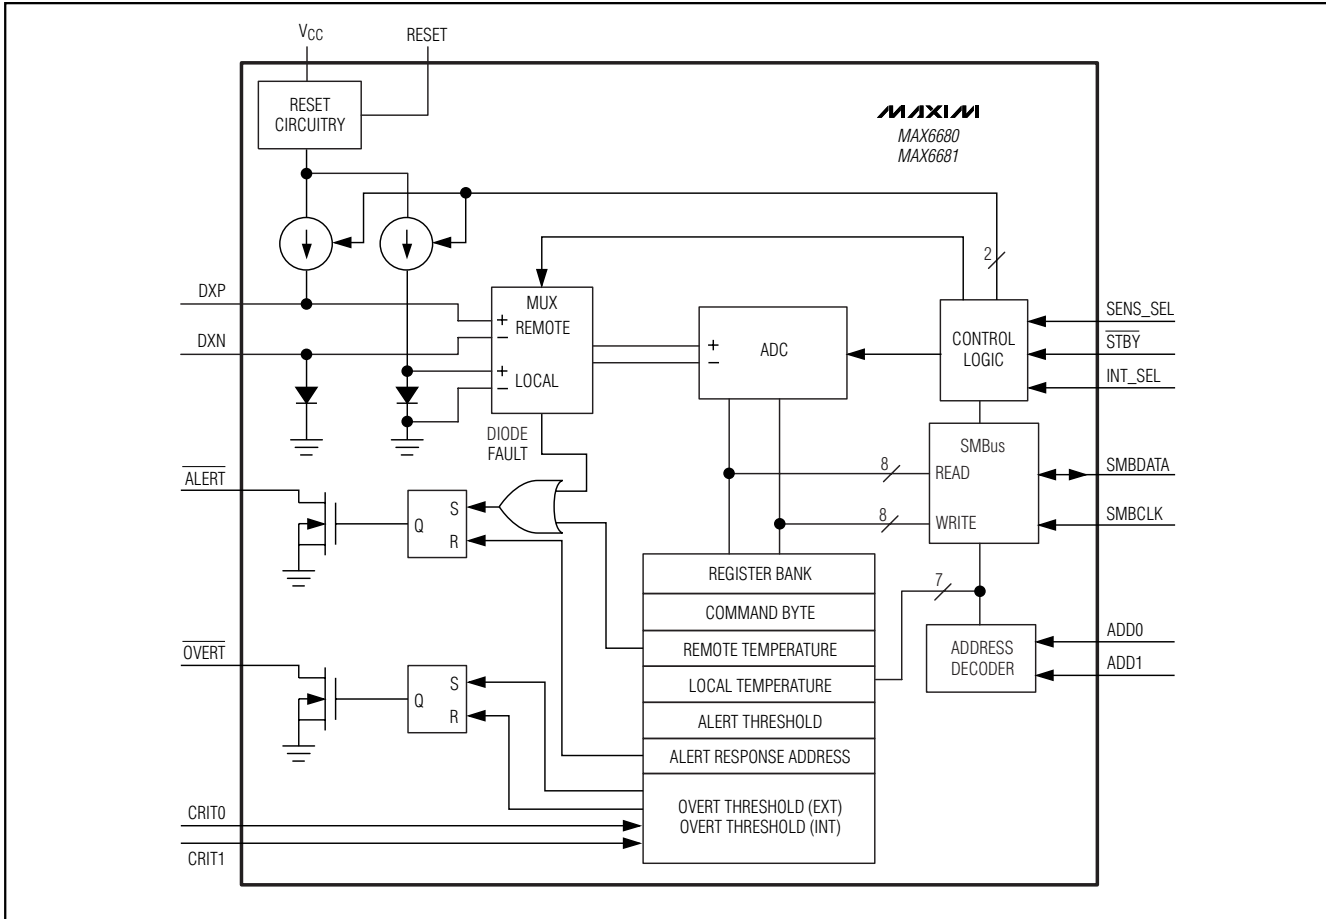 VCC
RESET
RESET
CIRCUITRY
MAXIM
MAX6680
MAX6681
2
DXP
DXN
MUX
+
REMOTE
−
+
LOCAL
−
+
−
ADC
CONTROL
LOGIC
SENS_SEL
STBY
INT_SEL
DIODE
FAULT
SMBus
8
READ
8
WRITE
SMBDATA
SMBCLK
ALERT
Q
S
R
REGISTER BANK
COMMAND BYTE
REMOTE TEMPERATURE
LOCAL TEMPERATURE
ALERT THRESHOLD
ALERT RESPONSE ADDRESS
OVERT THRESHOLD (EXT)
OVERT THRESHOLD (INT)
7
ADDRESS
DECODER
ADD0
ADD1
OVERT
Q
S
R
CRIT0
CRIT1